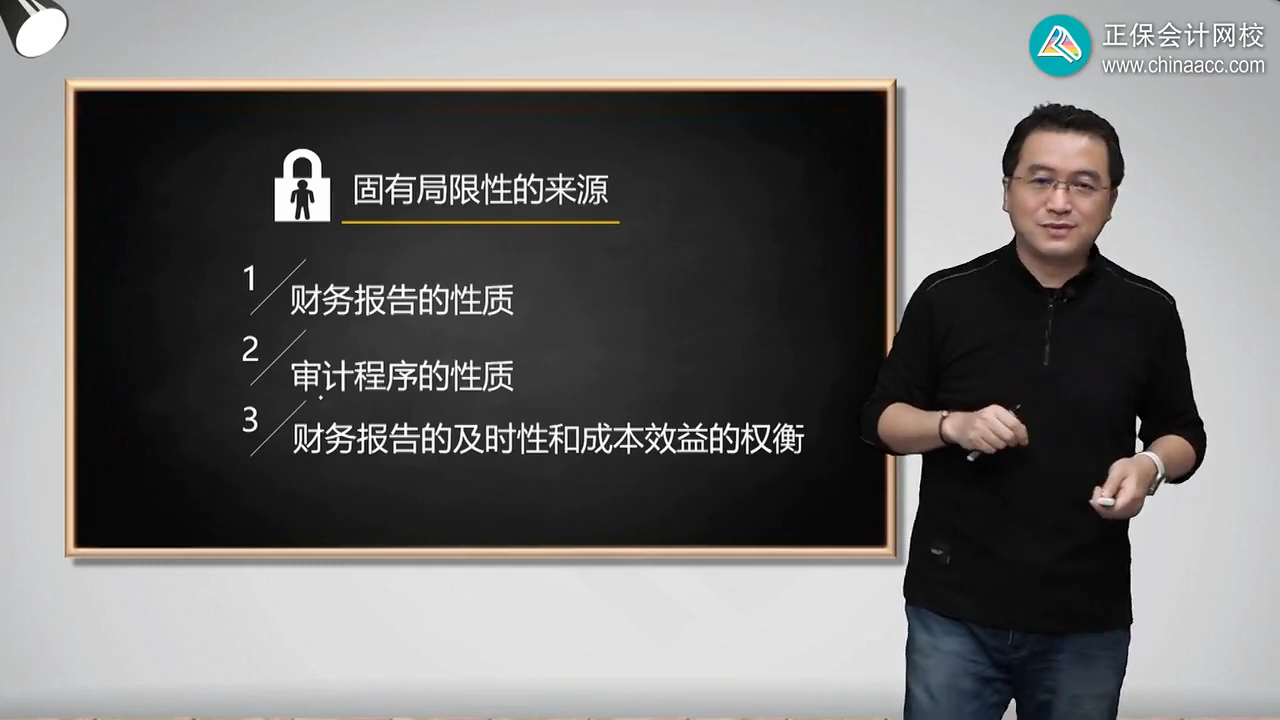 正保会计网校
www.chinaacc.com
固有局限性的来源
1
财务报告的性质
2
审计程序的性质
3
财务报告的及时性和成本效益的权衡